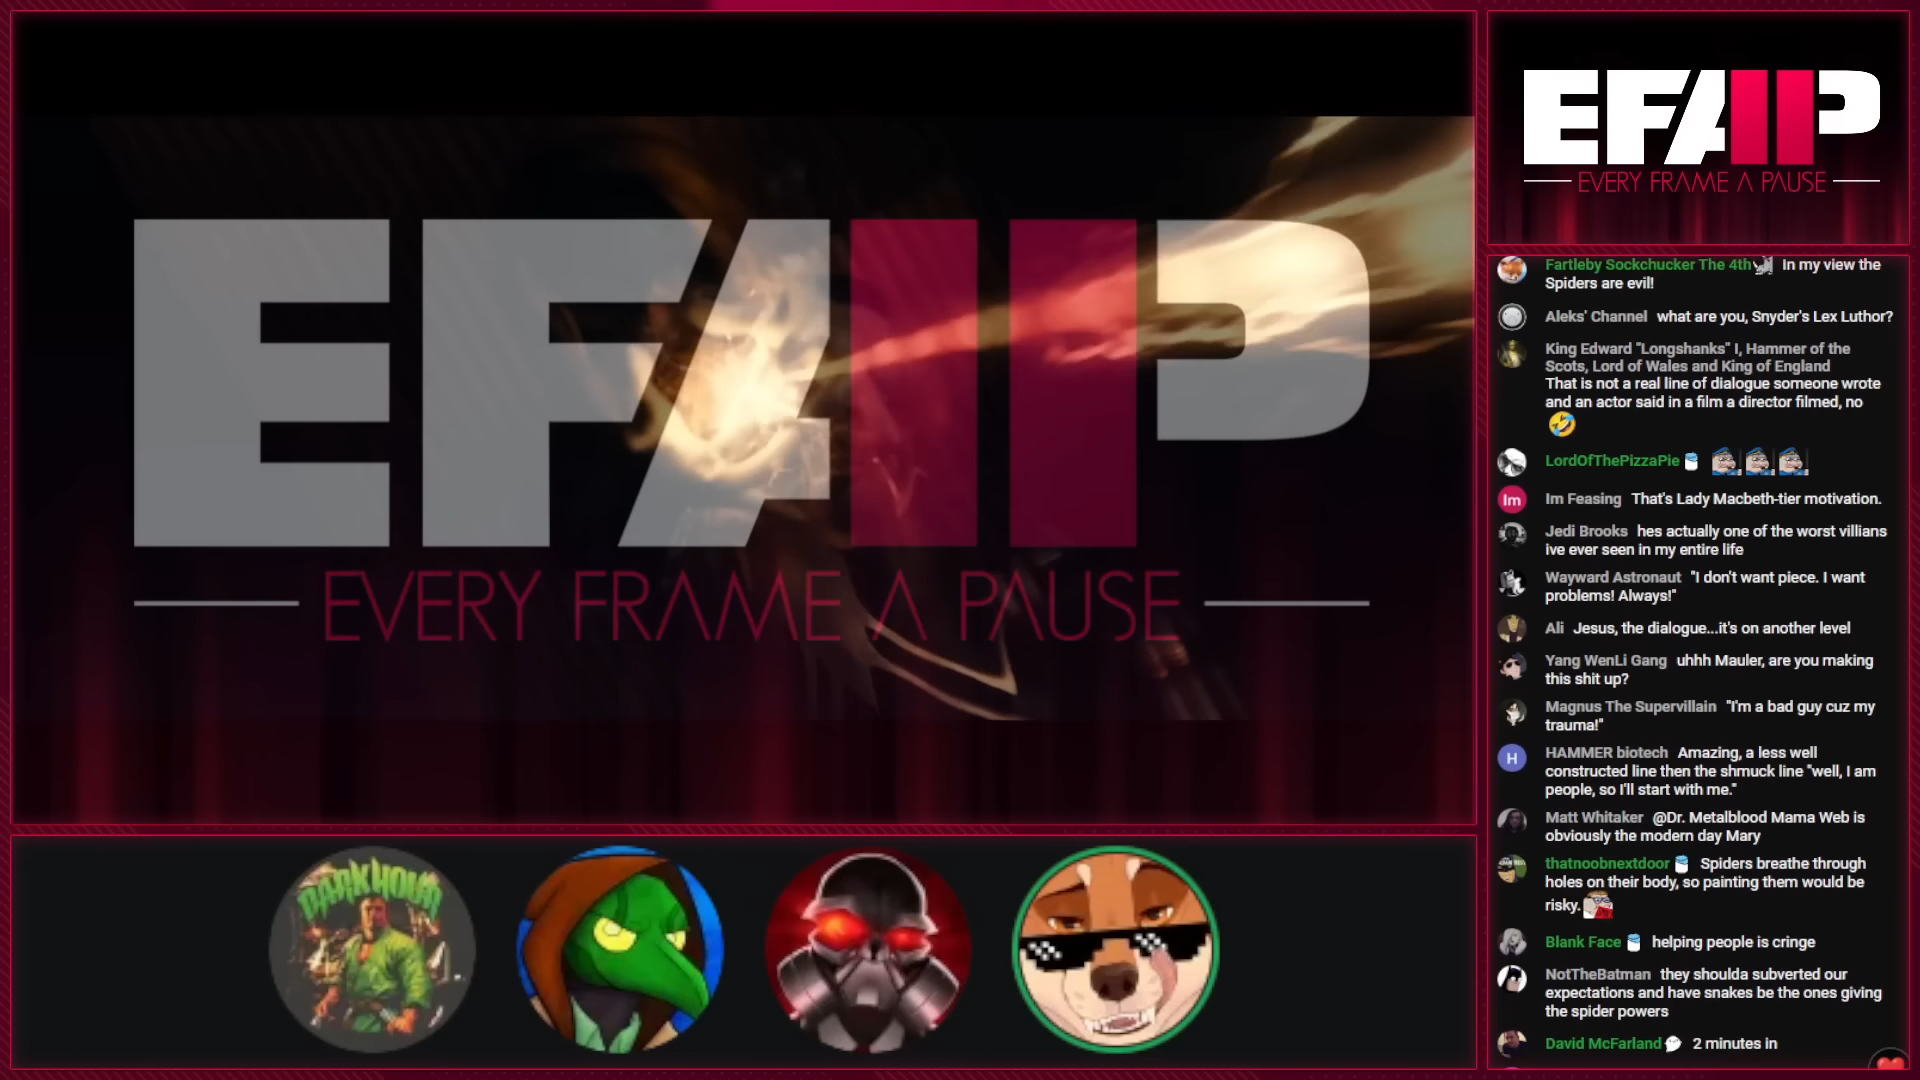 EFAP
EVERY FRAME A PAUSE
EFAP
EVERY FRAME A PAUSE
Fartleby Sockchucker The 4th In my view the
Spiders are evil!
Aleks' Channel what are you, Snyder's Lex Luthor?
King Edward "Longshanks" I, Hammer of the
Scots, Lord of Wales and King of England
That is not a real line of dialogue someone wrote
and an actor said in a film a director filmed, no
🤣
LordOfThePizzaPie
Im
Im Feasing That's Lady Macbeth-tier motivation.
Jedi Brooks hes actually one of the worst villians
ive ever seen in my entire life
Wayward Astronaut "I don't want piece. I want
problems! Always!"
Ali Jesus, the dialogue...it's on another level
Yang WenLi Gang uhhh Mauler, are you making
this shit up?
Magnus The Supervillain "I'm a bad guy cuz my
trauma!"
H
HAMMER biotech Amazing, a less well
constructed line then the shmuck line "well, I am
people, so I'll start with me."
Matt Whitaker @Dr. Metalblood Mama Web is
obviously the modern day Mary
thatnoobnextdoor Spiders breathe through
holes on their body, so painting them would be
risky.
Blank Face helping people is cringe
NotTheBatman they shoulda subverted our
expectations and have snakes be the ones giving
the spider powers
David McFarland 2 minutes in
DARK HOUR